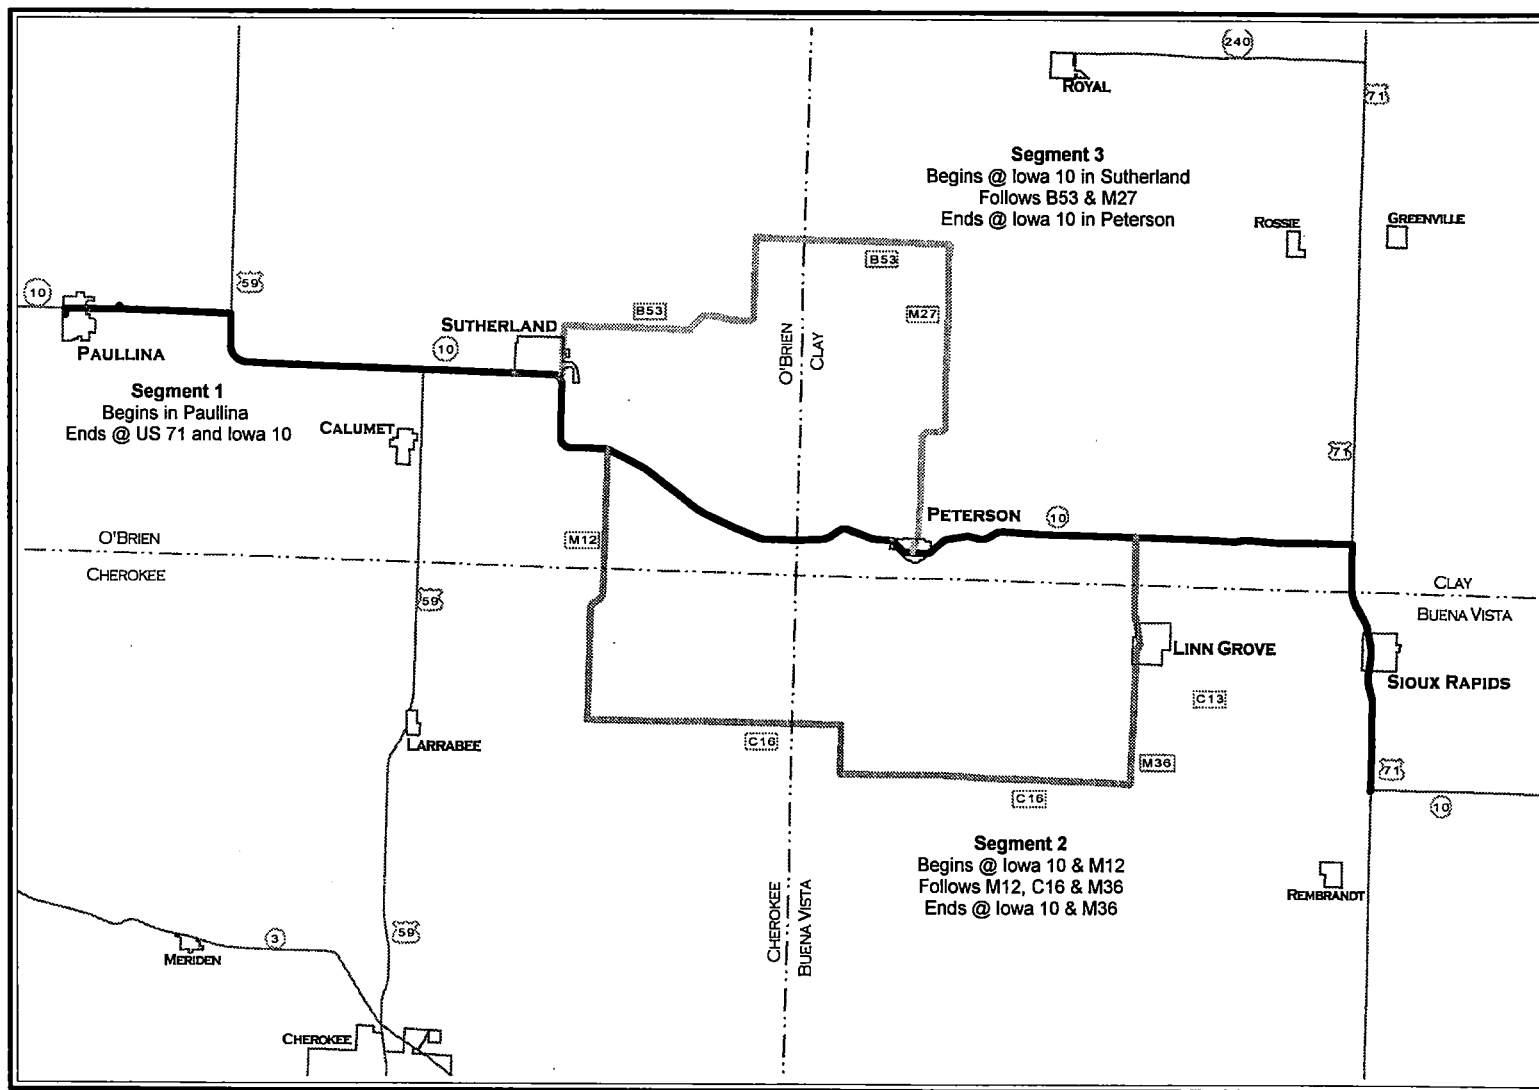 240
ROYAL
71
Segment 3
Begins @ Iowa 10 in Sutherland
Follows B53 & M27
Ends @ Iowa 10 in Peterson
ROSSIE
GREENVILLE
B53
59
10
B53
M27
SUTHERLAND
10
PAULLINA
O'BRIEN
CLAY
Segment 1
Begins in Paullina
Ends @ US 71 and Iowa 10
CALUMET
71
PETERSON
10
O'BRIEN
CHEROKEE
M12
59
CLAY
BUENA VISTA
LINN GROVE
SIOUX RAPIDS
C13
LARRABEE
C16
M36
71
C16
10
Segment 2
Begins @ Iowa 10 & M12
Follows M12, C16 & M36
Ends @ Iowa 10 & M36
REMBRANDT
CHEROKEE
BUENA VISTA
59
3
MERIDEN
CHEROKEE